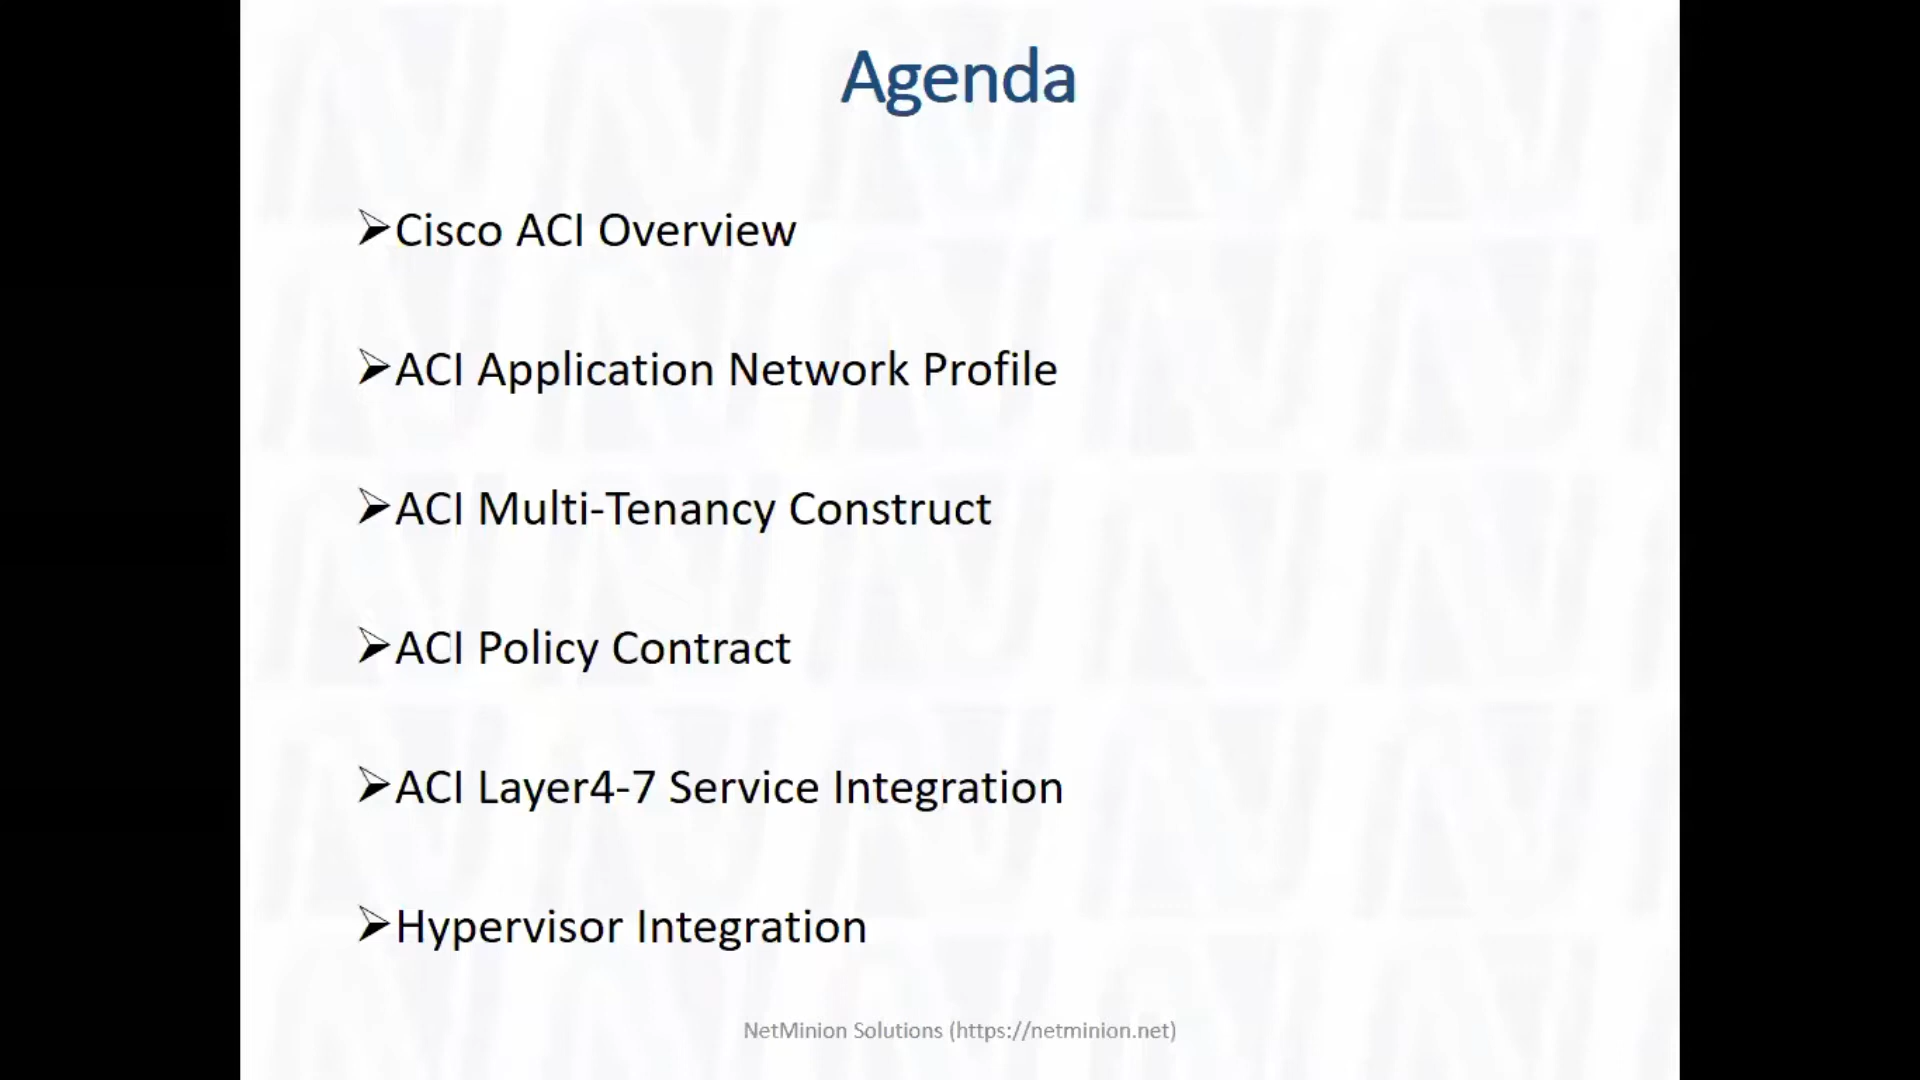 Agenda
➢Cisco ACI Overview
➢ACI Application Network Profile
➢ACI Multi-Tenancy Construct
➢ACI Policy Contract
➢ACI Layer4-7 Service Integration
➢Hypervisor Integration
NetMinion Solutions (https://netminion.net)